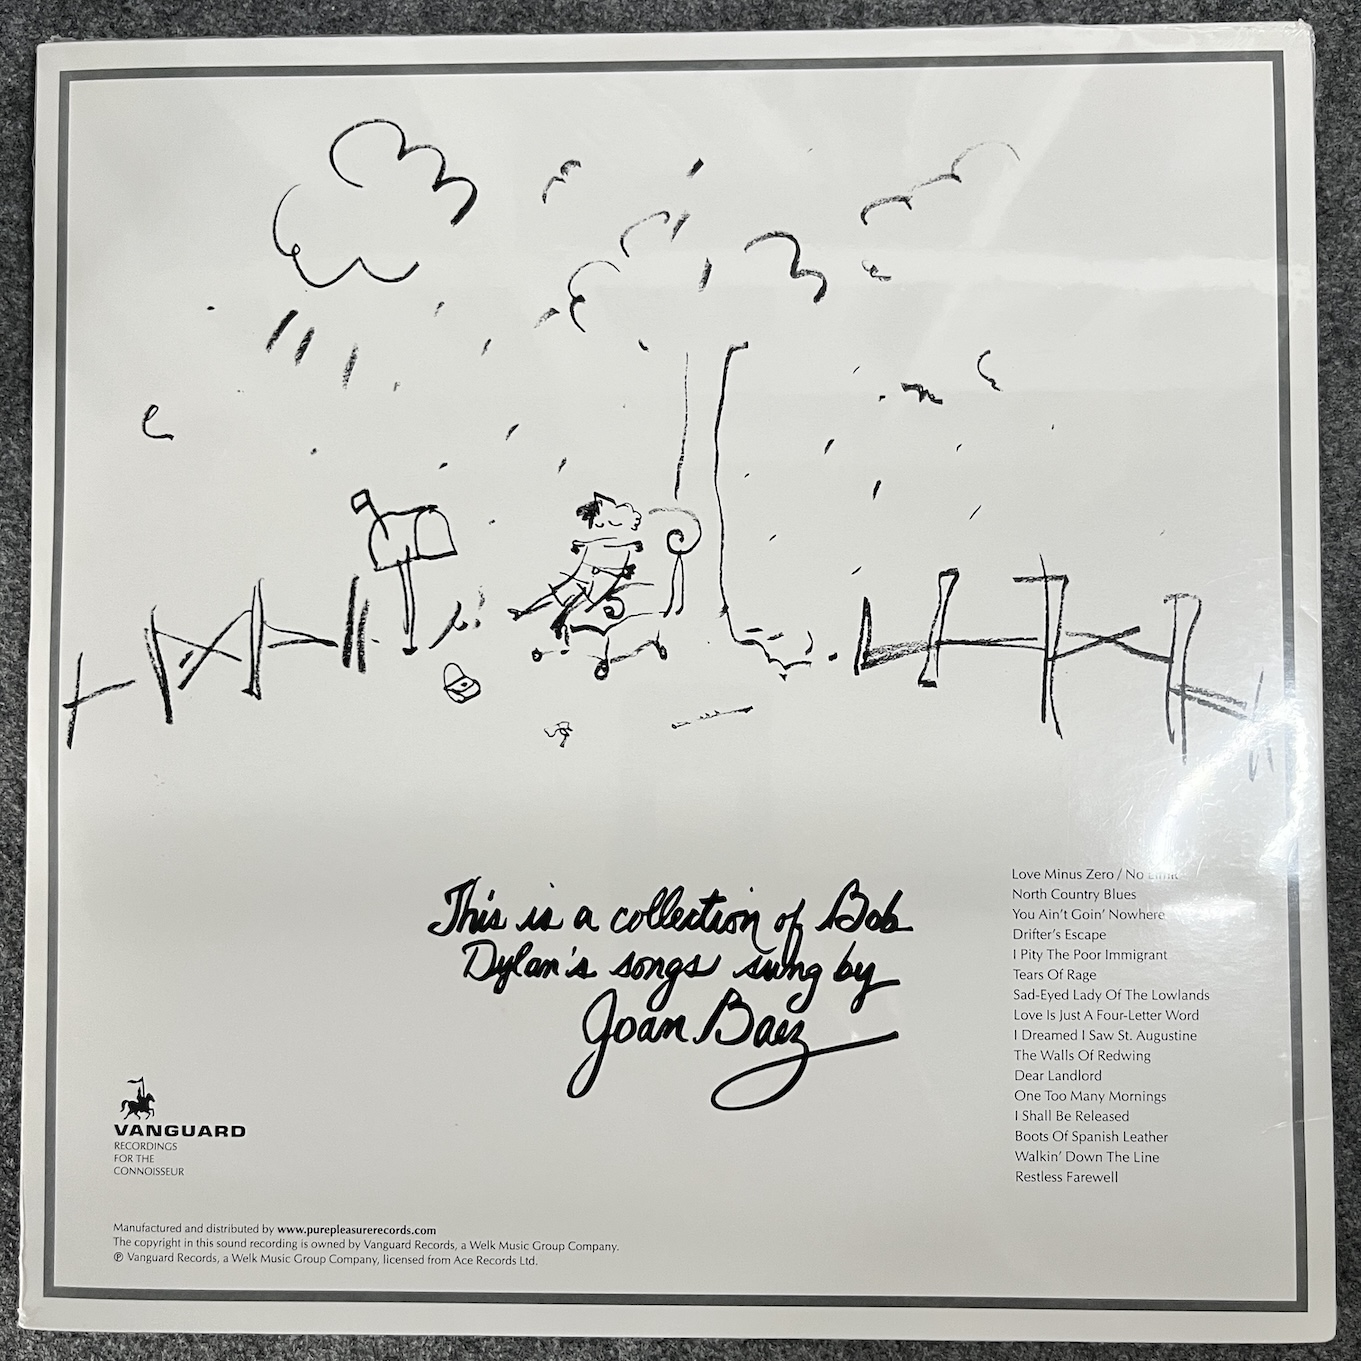 This is a collection of Bob
Dylan's songs sung by
Joan Baez
Love Minus Zero / No Limit
North Country Blues
You Ain't Goin' Nowhere
Drifter's Escape
I Pity The Poor Immigrant
Tears Of Rage
Sad-Eyed Lady Of The Lowlands
Love Is Just A Four-Letter Word
I Dreamed I Saw St. Augustine
The Walls Of Redwing
Dear Landlord
One Too Many Mornings
I Shall Be Released
Boots Of Spanish Leather
Walkin' Down The Line
Restless Farewell
VANGUARD
RECORDINGS
FOR THE
CONNOISSEUR
Manufactured and distributed by www.purepleasurerecords.com
The copyright in this sound recording is owned by Vanguard Records, a Welk Music Group Company.
℗ Vanguard Records, a Welk Music Group Company, licensed from Ace Records Ltd.